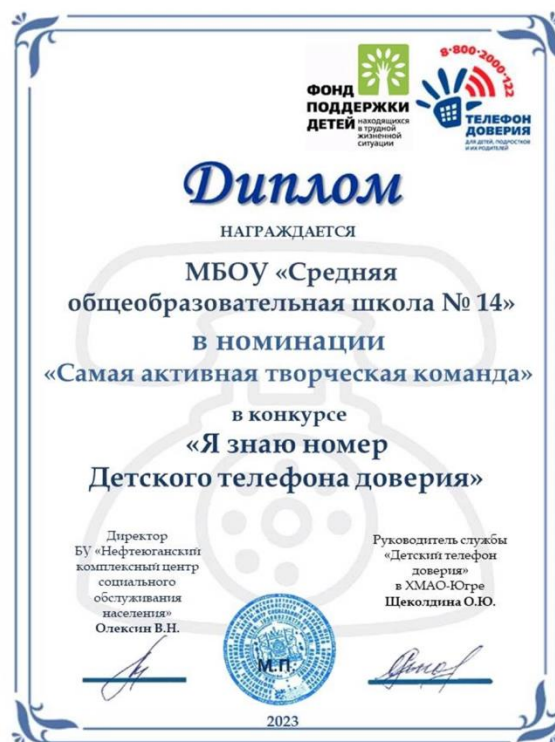 8-800-2000-122
ФОНД
ПОДДЕРЖКИ
ДЕТЕЙ
находящихся
в трудной
жизненной
ситуации
ТЕЛЕФОН
ДОВЕРИЯ
ДЛЯ ДЕТЕЙ, ПОДРОСТКОВ
И ИХ РОДИТЕЛЕЙ
Диплом
НАГРАЖДАЕТСЯ
МБОУ «Средняя
общеобразовательная школа № 14»
в номинации
«Самая активная творческая команда»
в конкурсе
«Я знаю номер
Детского телефона доверия»
Директор
БУ «Нефтеюганский
комплексный центр
социального
обслуживания
населения»
Олексин В.Н.
Руководитель службы
«Детский телефон
доверия»
в ХМАО-Югре
Щеколдина О.Ю.
М.П.
2023